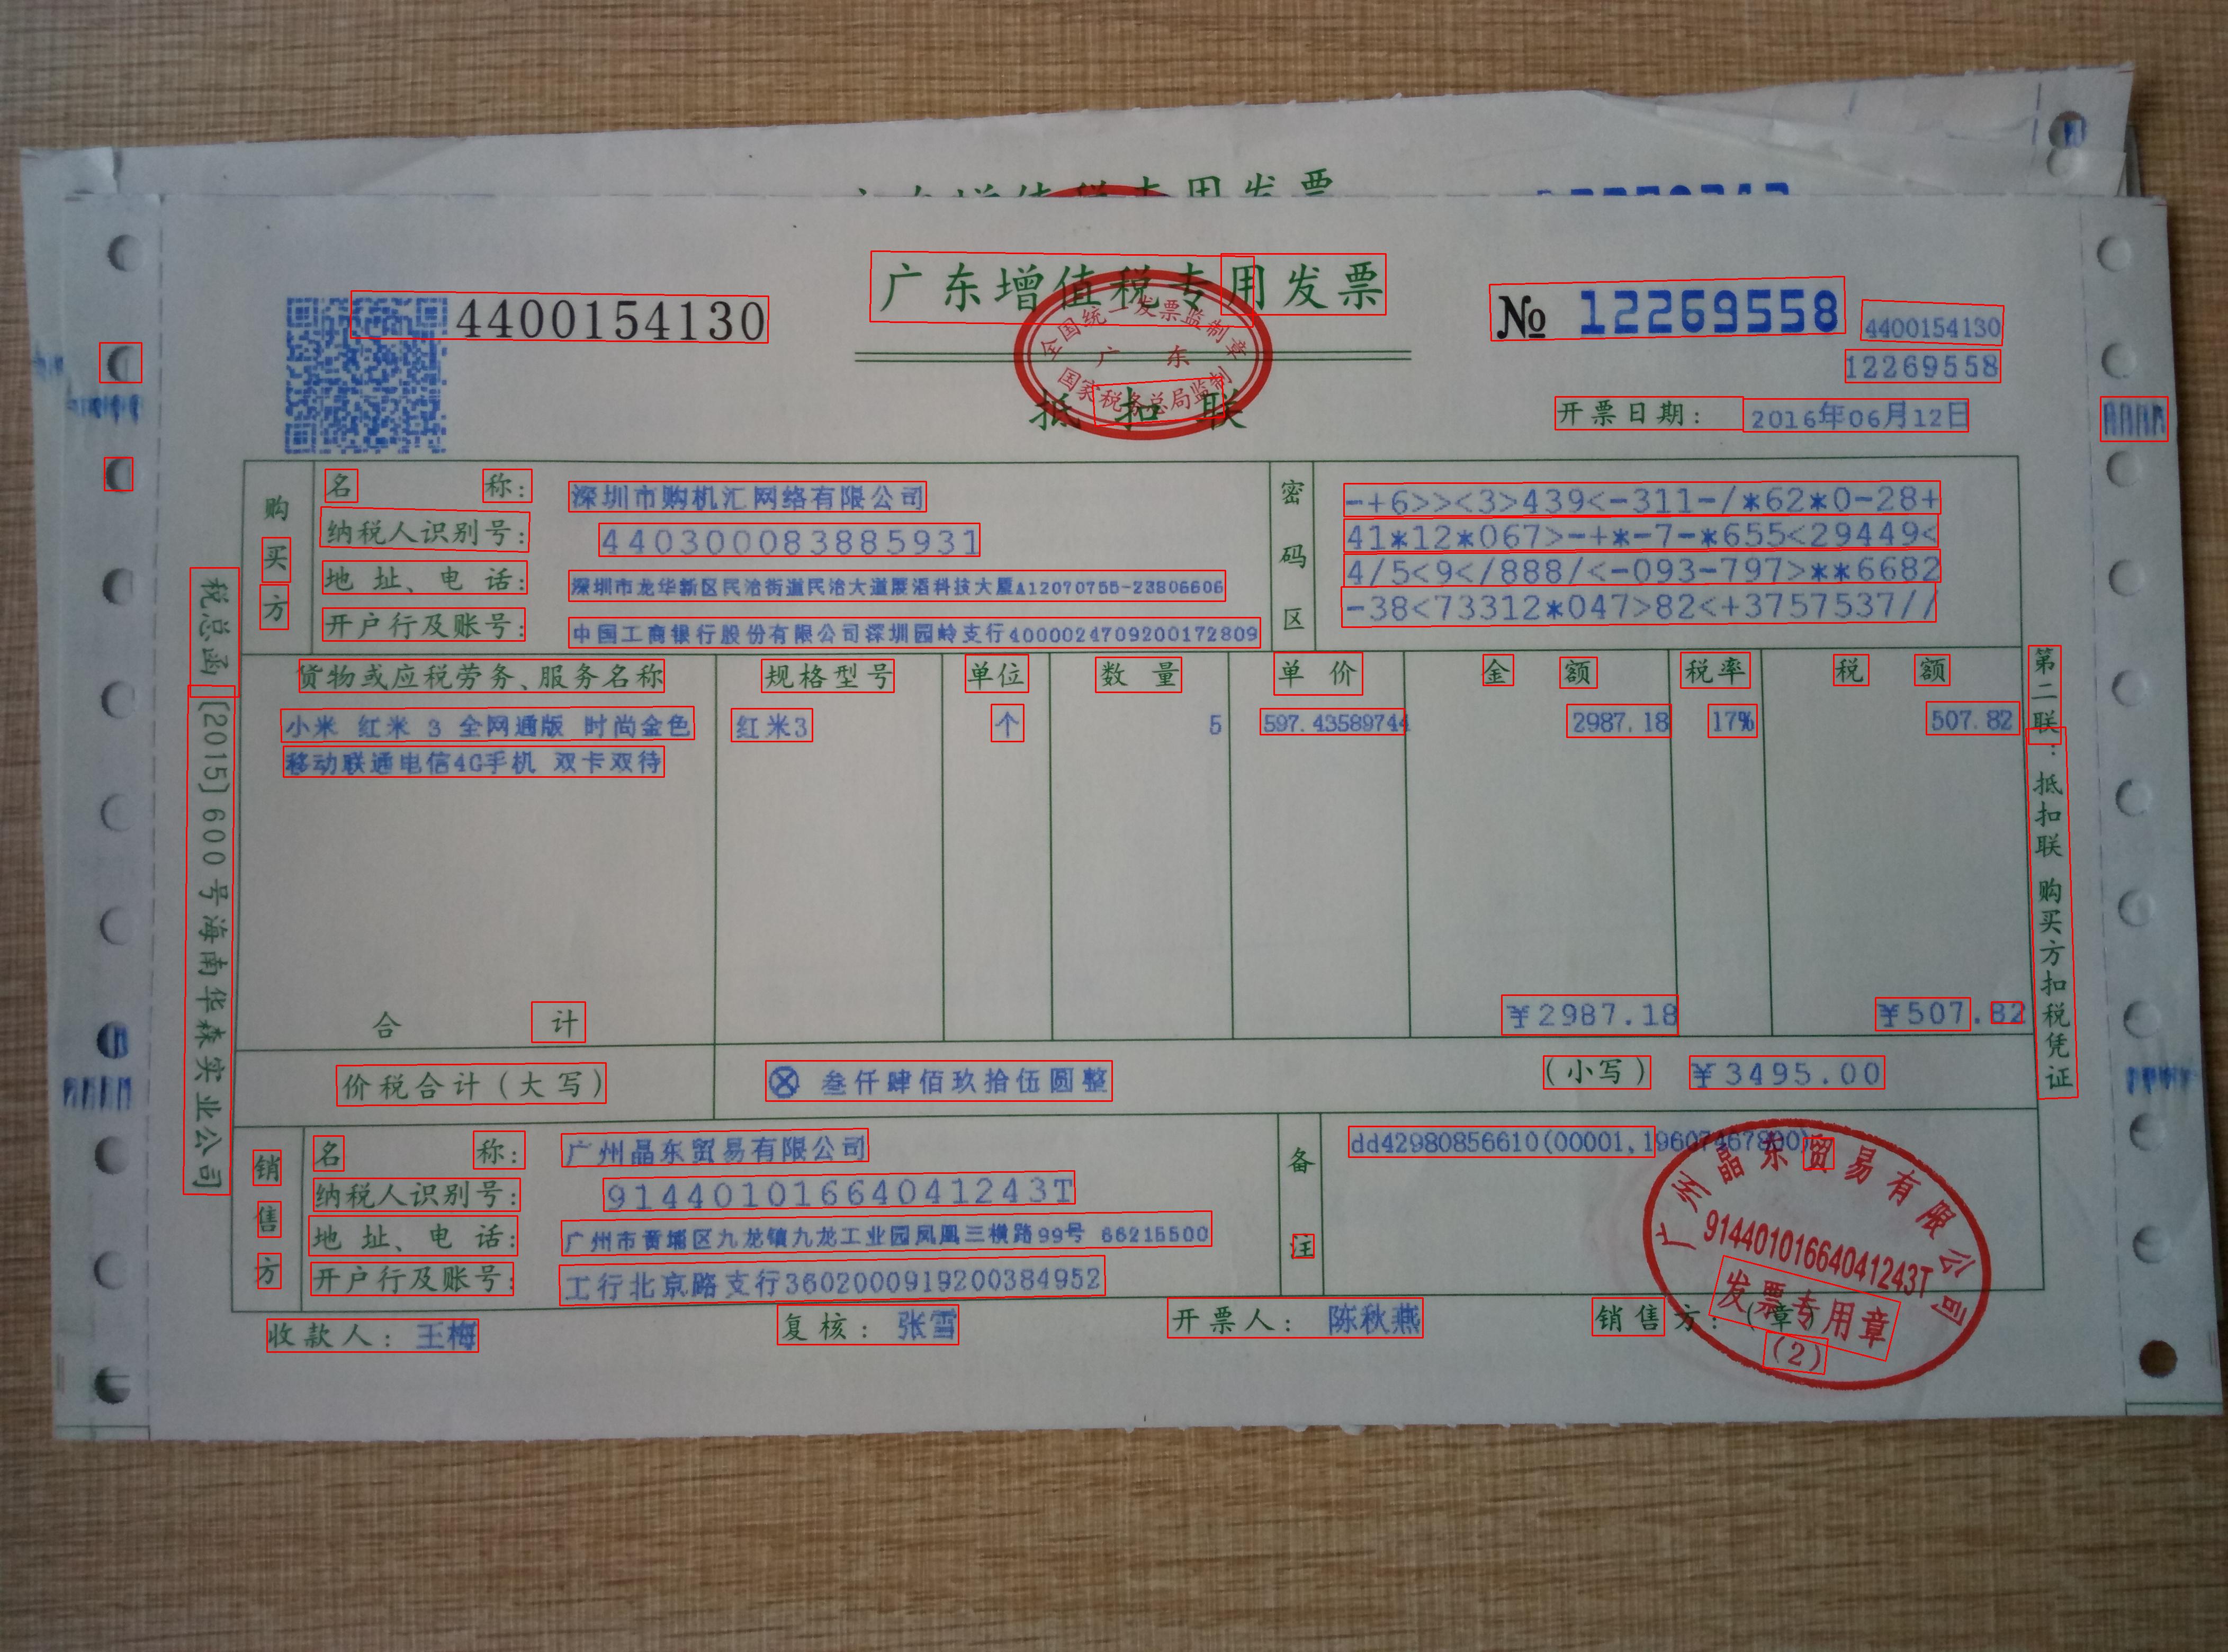 广东增值税专用发票
4400154130
广东增值税专用发票
№ 12269558
4400154130
12269558
全国统一发票监制章
广 东
国家税务总局监制
抵扣联
开票日期: 2016年06月12日
购买方
名 称: 深圳市购机汇网络有限公司
纳税人识别号: 440300083885931
地 址、电 话: 深圳市龙华新区民治街道民治大道展滔科技大厦A12070755-23806606
开户行及账号: 中国工商银行股份有限公司深圳园岭支行4000024709200172809
密码区
-+6>><3>439<-311-/*62*0-28+
41*12*067>-+*-7-*655<29449<
4/5<9</888/<-093-797>**6682
-38<73312*047>82<+3757537//
货物或应税劳务、服务名称 规格型号 单位 数 量 单 价 金 额 税率 税 额
小米 红米 3 全网通版 时尚金色 红米3 个 5 597.43589744 2987.18 17% 507.82
移动联通电信4G手机 双卡双待
合 计 ¥2987.18 ¥507.82
价税合计(大写) ⊗ 叁仟肆佰玖拾伍圆整 (小写) ¥3495.00
销售方
名 称: 广州晶东贸易有限公司
纳税人识别号: 91440101664041243T
地 址、电 话: 广州市黄埔区九龙镇九龙工业园凤凰三横路99号 66215500
开户行及账号: 工行北京路支行3602000919200384952
备注
dd42980856610(00001,19607467890)
广州晶东贸易有限公司
91440101664041243T
发票专用章
(2)
收款人: 王梅 复核: 张雪 开票人: 陈秋燕 销售方:(章)
税总函[2015]600号海南华森实业公司
第二联:抵扣联 购买方扣税凭证